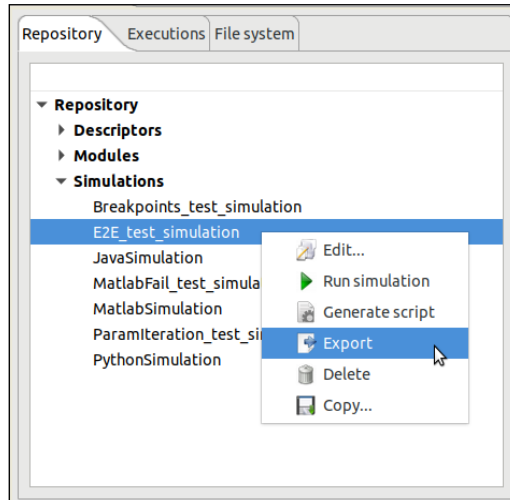 Repository Executions File system
Repository
Descriptors
Modules
Simulations
Breakpoints_test_simulation
E2E_test_simulation
Edit...
JavaSimulation
Run simulation
MatlabFail_test_simula
MatlabSimulation
Generate script
ParamIteration_test_si
Export
PythonSimulation
Delete
Copy...